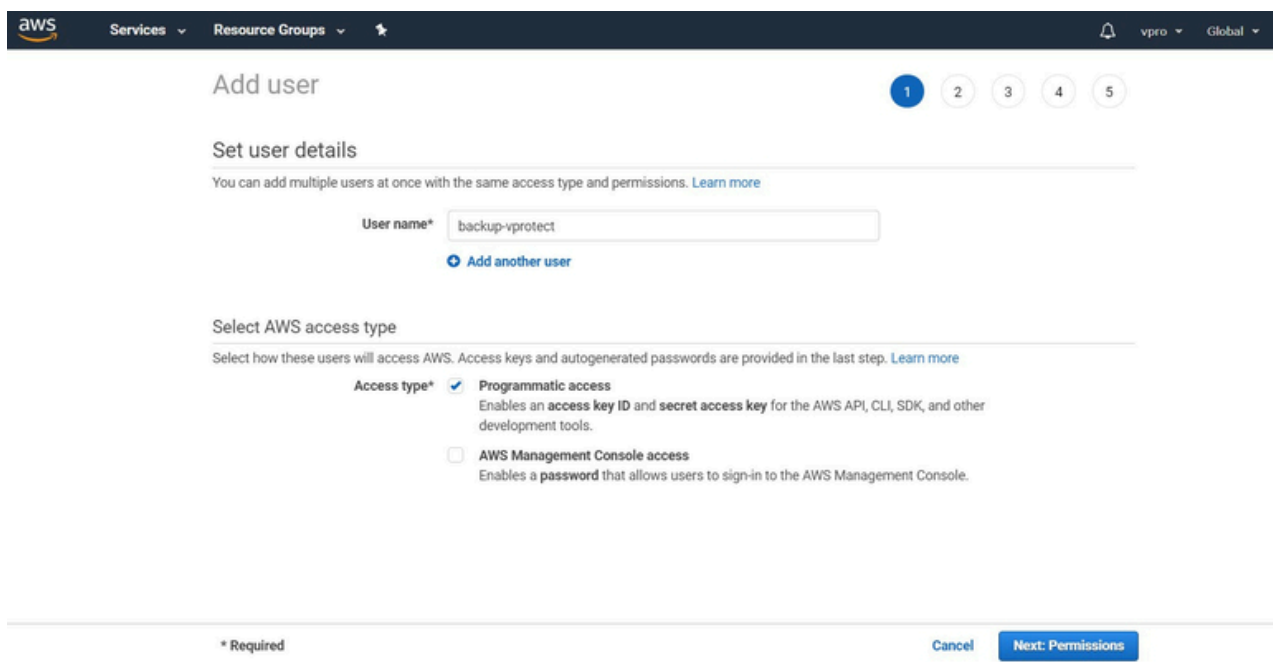 aws Services Resource Groups vpro Global
Add user 1 2 3 4 5
Set user details
You can add multiple users at once with the same access type and permissions. Learn more
User name* backup-vprotect
Add another user
Select AWS access type
Select how these users will access AWS. Access keys and autogenerated passwords are provided in the last step. Learn more
Access type* Programmatic access
Enables an access key ID and secret access key for the AWS API, CLI, SDK, and other
development tools.
AWS Management Console access
Enables a password that allows users to sign-in to the AWS Management Console.
* Required Cancel Next: Permissions